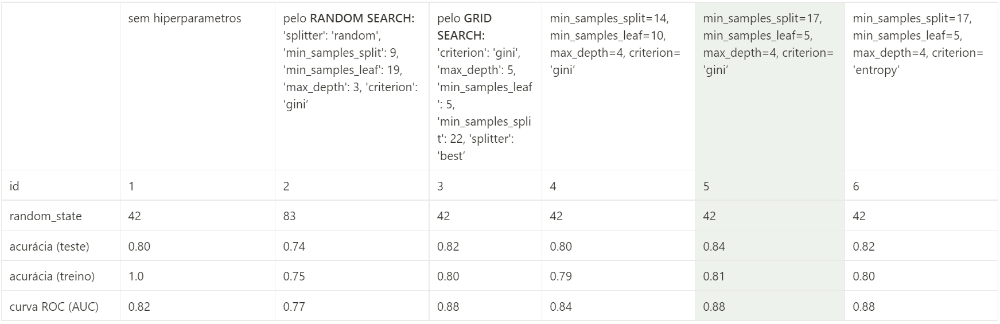 sem hiperparametros
pelo RANDOM SEARCH:
'splitter': 'random',
'min_samples_split': 9,
'min_samples_leaf': 19,
'max_depth': 3, 'criterion':
'gini’
pelo GRID
SEARCH:
'criterion': 'gini',
'max_depth': 5,
'min_samples_leaf
': 5,
'min_samples_spli
t': 22, 'splitter':
'best’
min_samples_split=14,
min_samples_leaf=10,
max_depth=4, criterion=
'gini’
min_samples_split=17,
min_samples_leaf=5,
max_depth=4, criterion=
'gini’
min_samples_split=17,
min_samples_leaf=5,
max_depth=4, criterion=
'entropy’
id 1 2 3 4 5 6
random_state 42 83 42 42 42 42
acurácia (teste) 0.80 0.74 0.82 0.80 0.84 0.82
acurácia (treino) 1.0 0.75 0.80 0.79 0.81 0.80
curva ROC (AUC) 0.82 0.77 0.88 0.84 0.88 0.88